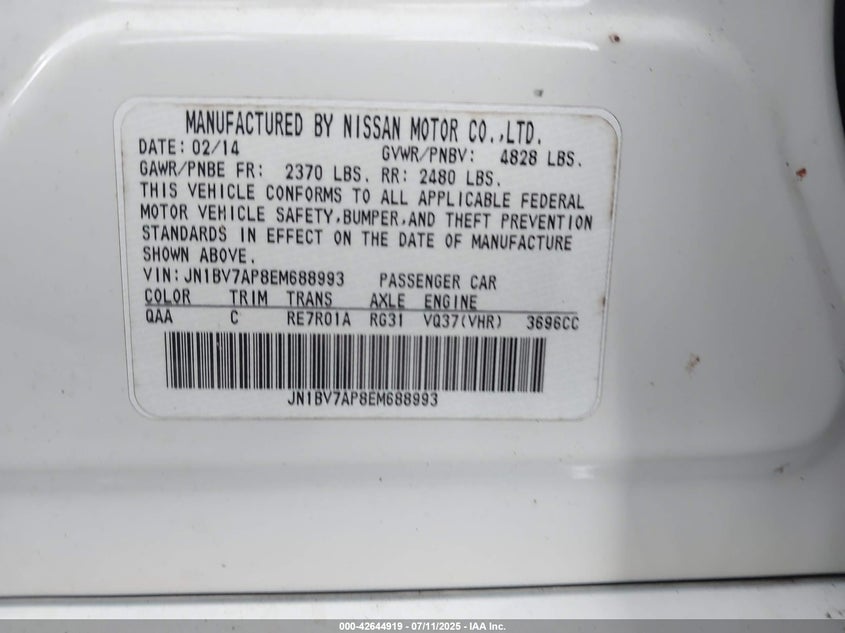 MANUFACTURED BY NISSAN MOTOR CO.,LTD.
DATE: 02/14 GVWR/PNBV: 4828 LBS.
GAWR/PNBE FR: 2370 LBS. RR: 2480 LBS.
THIS VEHICLE CONFORMS TO ALL APPLICABLE FEDERAL
MOTOR VEHICLE SAFETY,BUMPER,AND THEFT PREVENTION
STANDARDS IN EFFECT ON THE DATE OF MANUFACTURE
SHOWN ABOVE.
VIN:JN1BV7AP8EM688993 PASSENGER CAR
COLOR TRIM TRANS AXLE ENGINE
QAA C RE7R01A RG31 VQ37(VHR) 3696CC
JN1BV7AP8EM688993
000-42644919 - 07/11/2025 - IAA Inc.